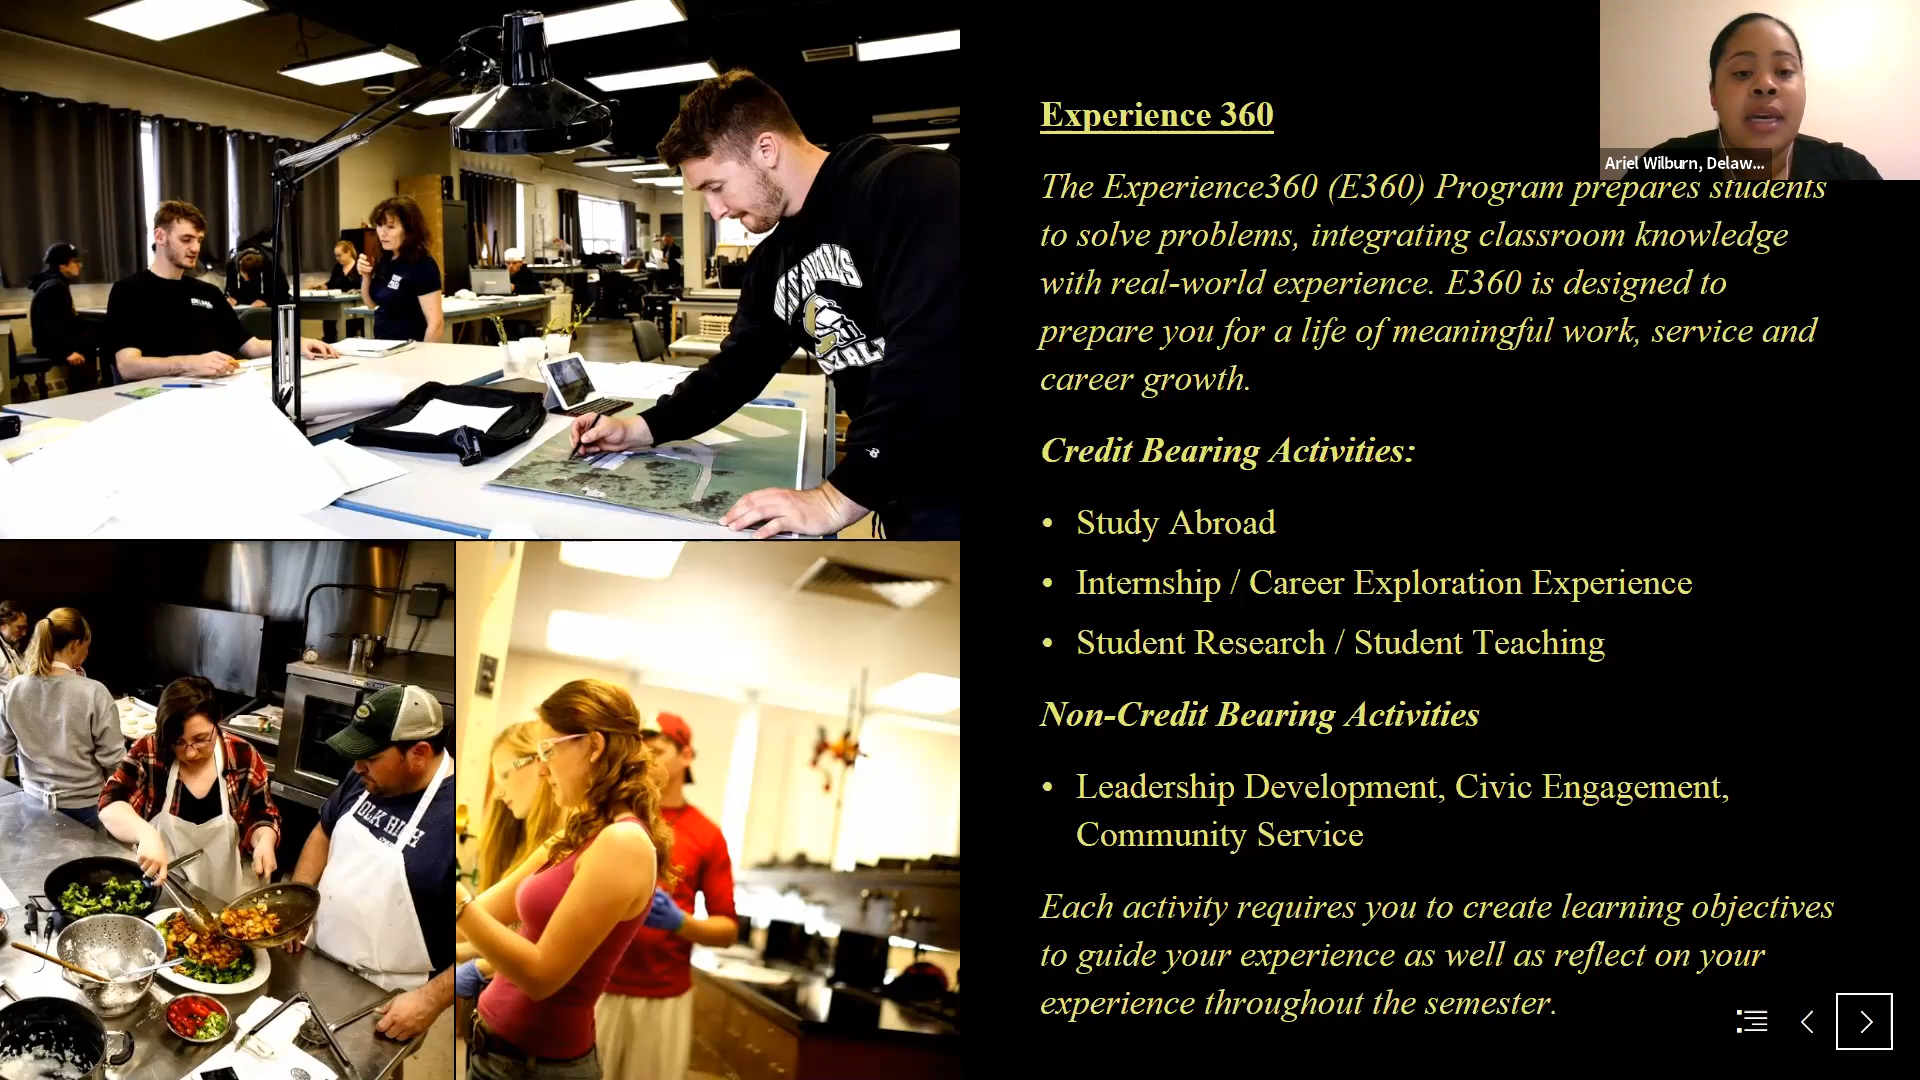 Experience 360
Ariel Wilburn, Delaw...
The Experience360 (E360) Program prepares students
to solve problems, integrating classroom knowledge
with real-world experience. E360 is designed to
prepare you for a life of meaningful work, service and
career growth.
Credit Bearing Activities:
• Study Abroad
• Internship / Career Exploration Experience
• Student Research / Student Teaching
Non-Credit Bearing Activities
• Leadership Development, Civic Engagement,
Community Service
Each activity requires you to create learning objectives
to guide your experience as well as reflect on your
experience throughout the semester.